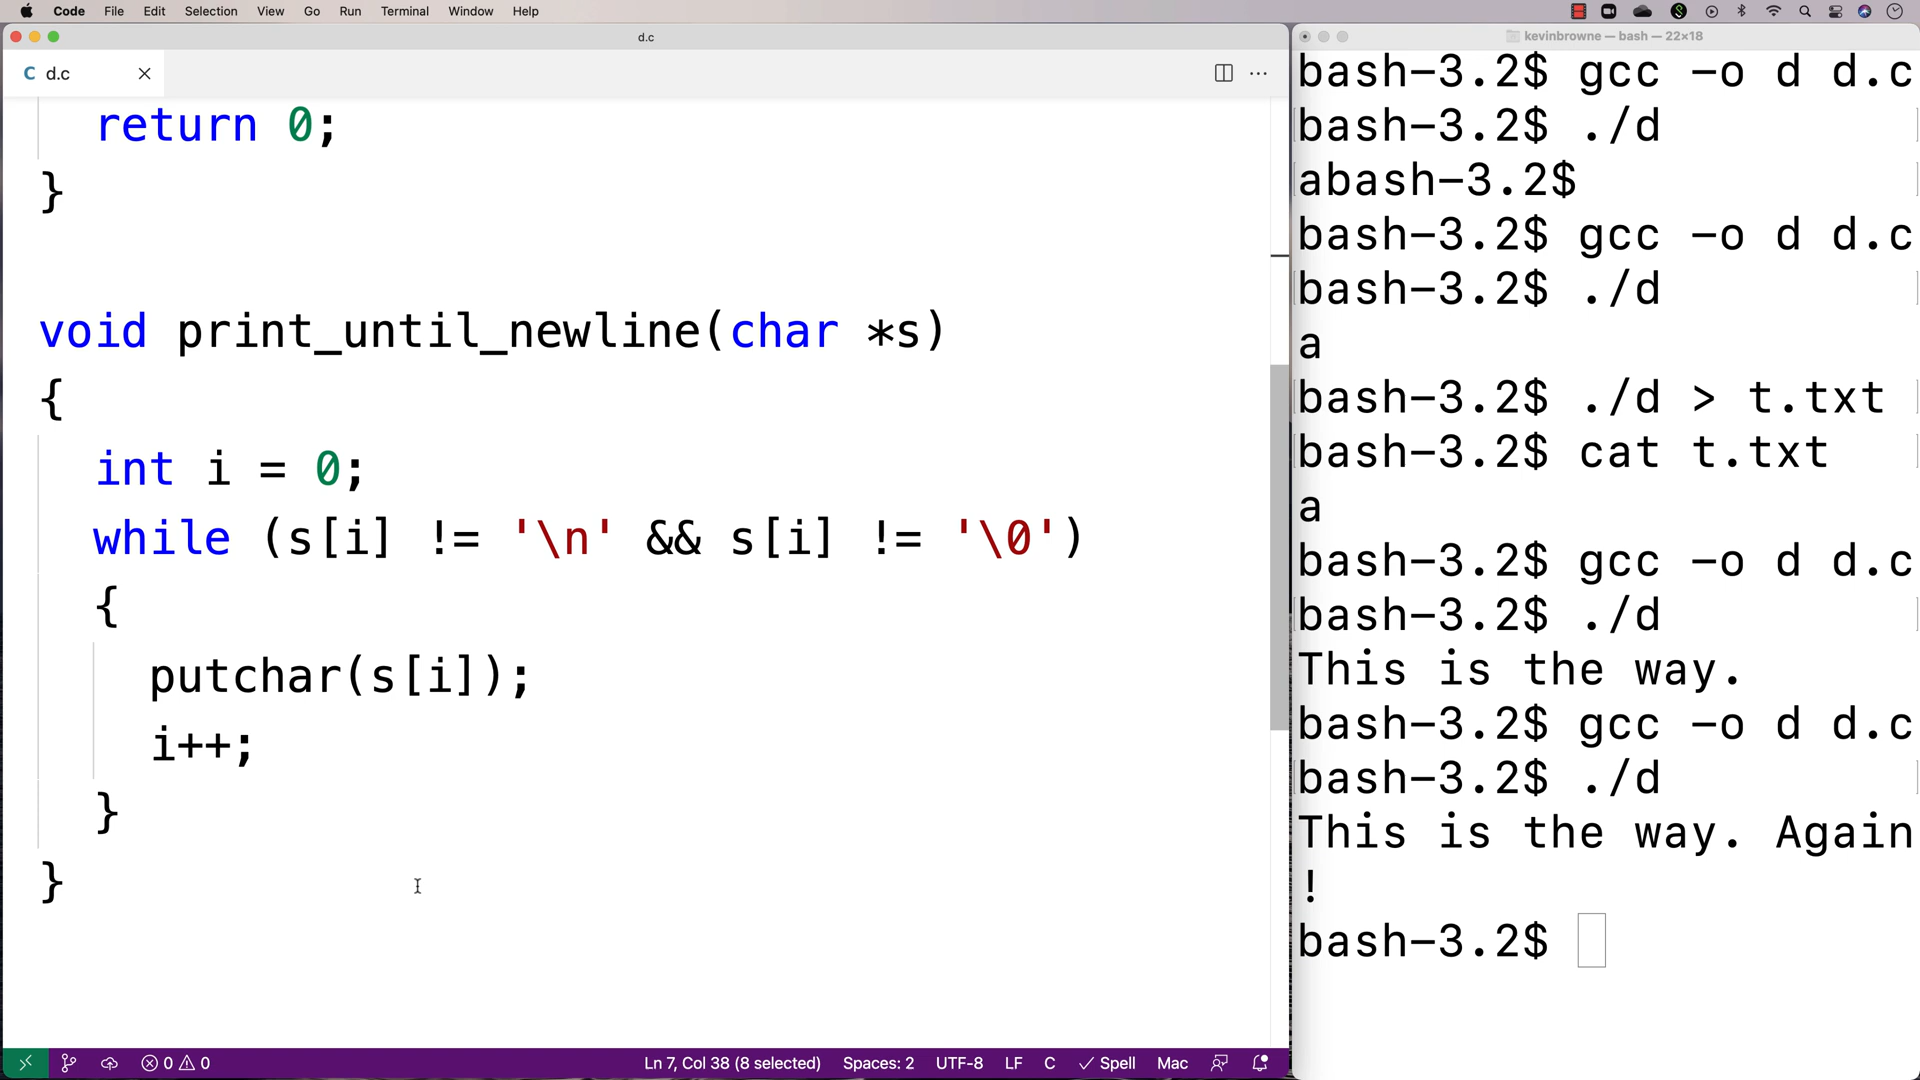 Code File Edit Selection View Go Run Terminal Window Help
d.c
C d.c
return 0;
}
void print_until_newline(char *s)
{
int i = 0;
while (s[i] != '\n' && s[i] != '\0')
{
putchar(s[i]);
i++;
}
}
0 0
Ln 7, Col 38 (8 selected) Spaces: 2 UTF-8 LF C Spell Mac
kevinbrowne — bash — 22×18
bash-3.2$ gcc -o d d.c
bash-3.2$ ./d
abash-3.2$
bash-3.2$ gcc -o d d.c
bash-3.2$ ./d
a
bash-3.2$ ./d > t.txt
bash-3.2$ cat t.txt
a
bash-3.2$ gcc -o d d.c
bash-3.2$ ./d
This is the way.
bash-3.2$ gcc -o d d.c
bash-3.2$ ./d
This is the way. Again
!
bash-3.2$